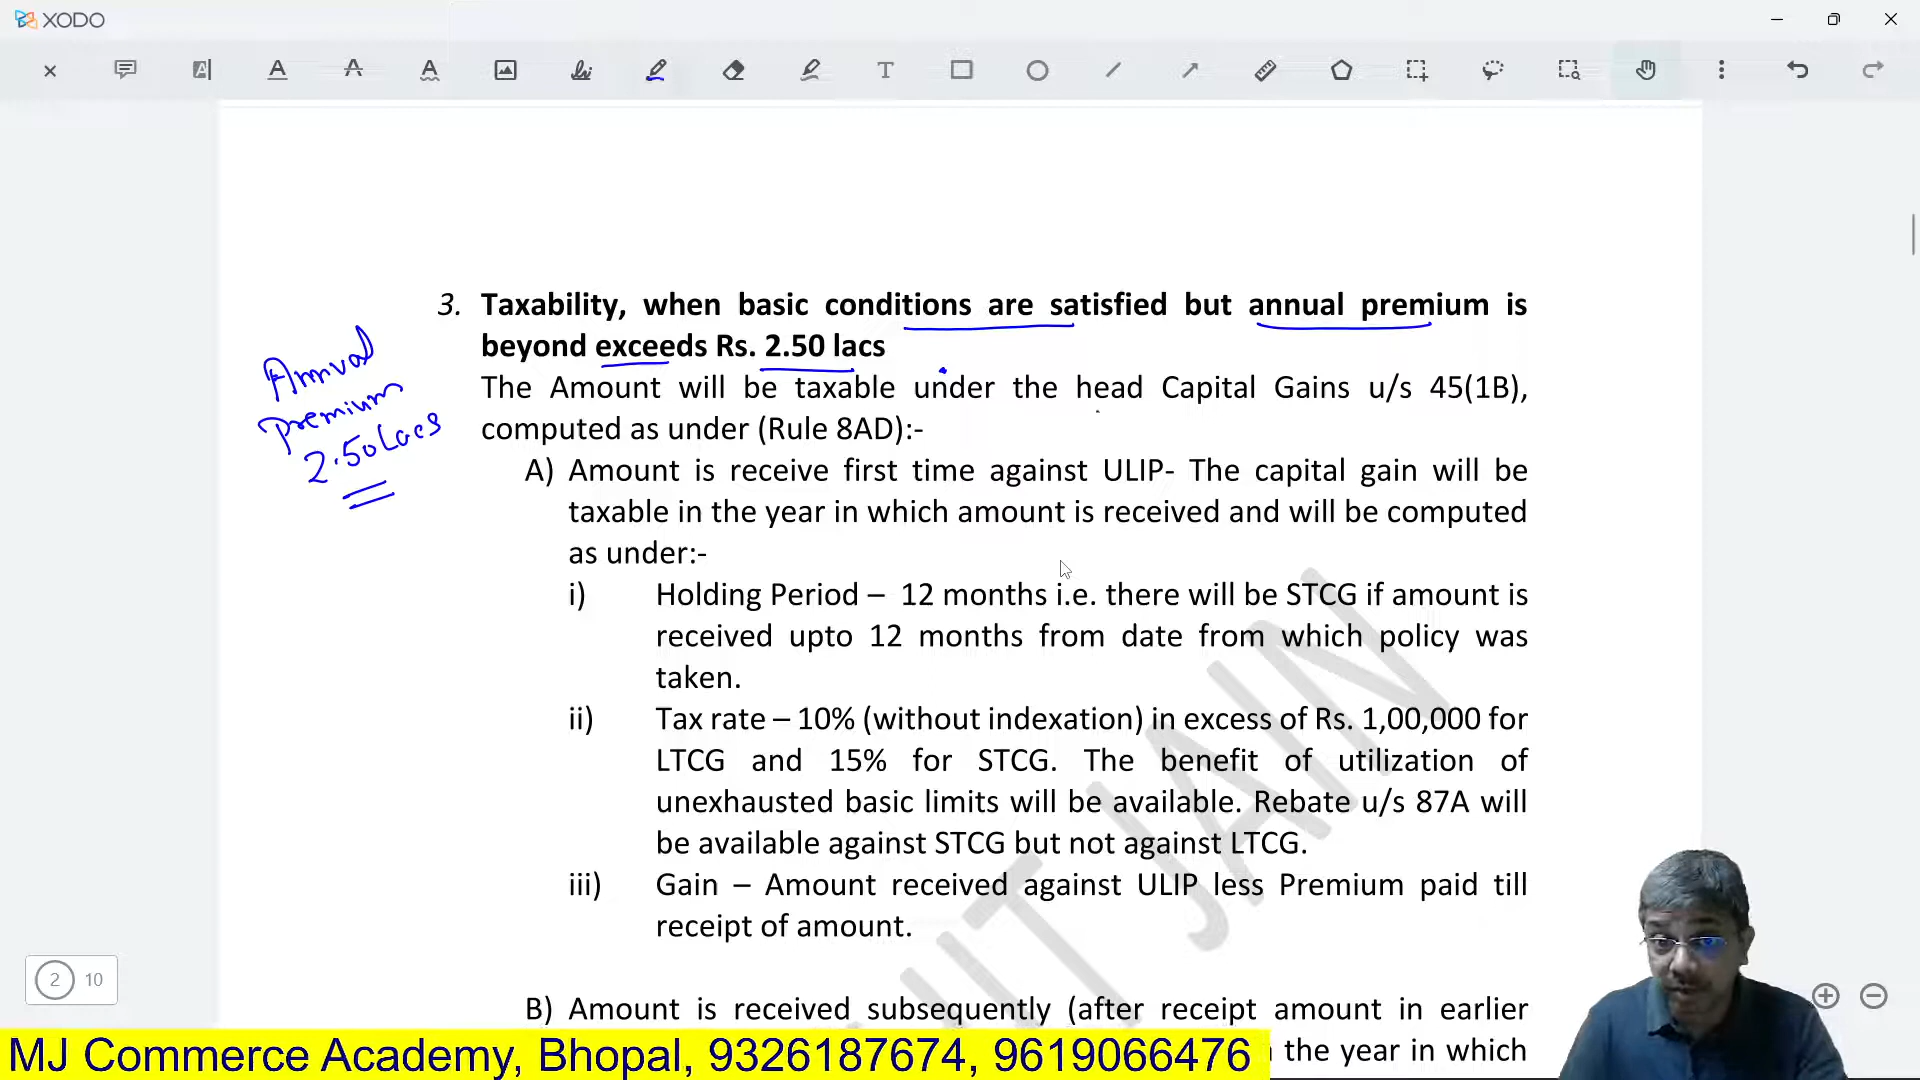 XODO
3. Taxability, when basic conditions are satisfied but annual premium is
beyond exceeds Rs. 2.50 lacs
Annual
Premium
2.50 Lacs
The Amount will be taxable under the head Capital Gains u/s 45(1B),
computed as under (Rule 8AD):-
A) Amount is receive first time against ULIP- The capital gain will be
taxable in the year in which amount is received and will be computed
as under:-
i) Holding Period – 12 months i.e. there will be STCG if amount is
received upto 12 months from date from which policy was
taken.
ii) Tax rate – 10% (without indexation) in excess of Rs. 1,00,000 for
LTCG and 15% for STCG. The benefit of utilization of
unexhausted basic limits will be available. Rebate u/s 87A will
be available against STCG but not against LTCG.
iii) Gain – Amount received against ULIP less Premium paid till
receipt of amount.
2 10
B) Amount is received subsequently (after receipt amount in earlier
the year in which
MJ Commerce Academy, Bhopal, 9326187674, 9619066476